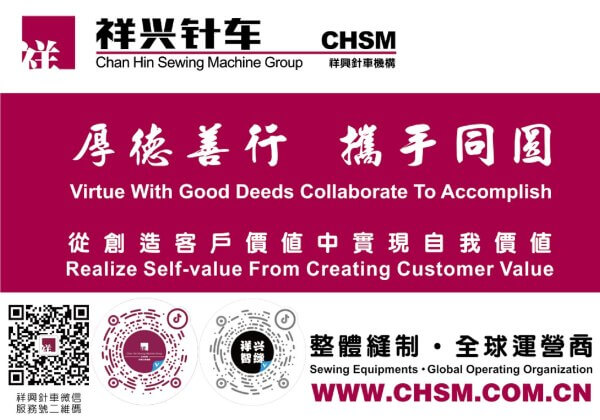 祥
祥兴针车
CHSM
Chan Hin Sewing Machine Group
祥興針車機構
厚德善行 攜手同圆
Virtue With Good Deeds Collaborate To Accomplish
從創造客戶價值中實現自我價值
Realize Self-value From Creating Customer Value
祥興針車微信
服務號二維碼
祥兴
智缝
整體縫制·全球運營商
Sewing Equipments • Global Operating Organization
WWW.CHSM.COM.CN